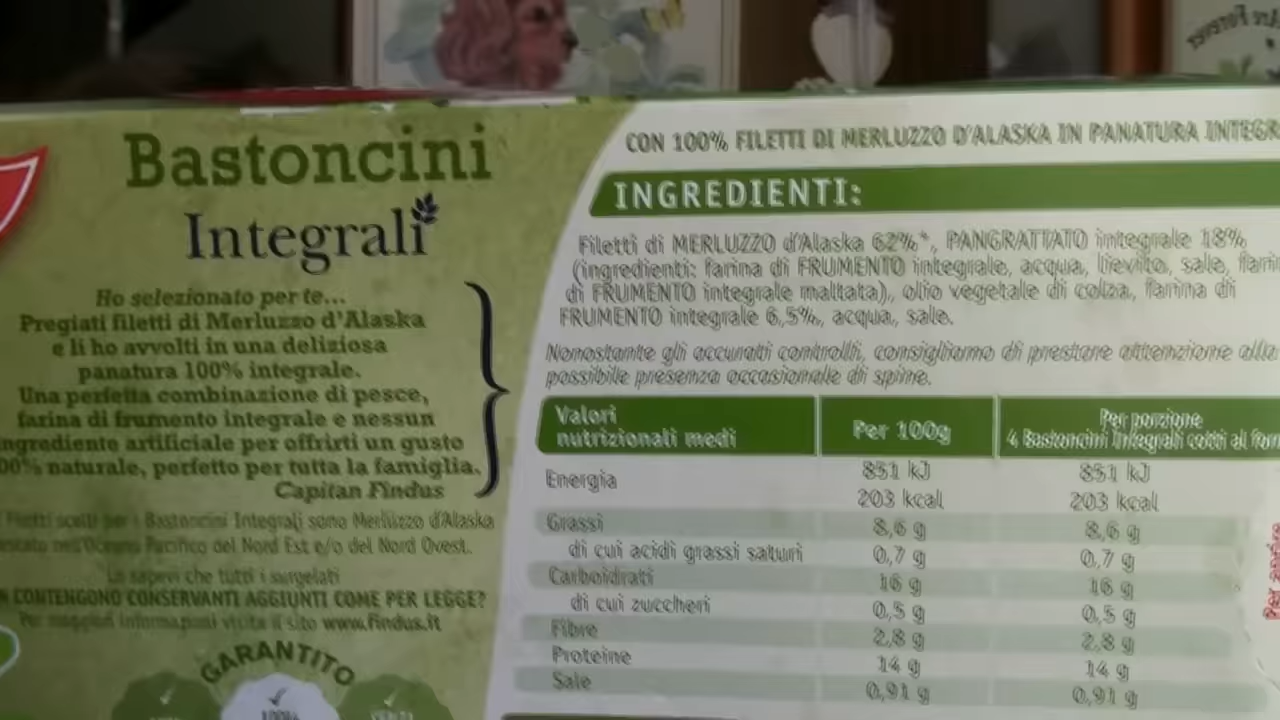 Bastoncini
Integrali
Ho selezionato per te...
Pregiati filetti di Merluzzo d'Alaska
e li ho avvolti in una deliziosa
panatura 100% integrale.
Una perfetta combinazione di pesce,
farina di frumento integrale e nessun
ingrediente artificiale per offrirti un gusto
100% naturale, perfetto per tutta la famiglia.
Capitan Findus
Filetti scelti per i Bastoncini Integrali sono Merluzzo d'Alaska
nell'Oceano Pacifico del Nord Est e/o del Nord Ovest.
Lo sapevi che tutti i surgelati
CONTENGONO CONSERVANTI AGGIUNTI COME PER LEGGE?
Per maggiori informazioni visita il sito www.findus.it
GARANTITO
100%
CON 100% FILETTI DI MERLUZZO D'ALASKA IN PANATURA INTEGR
INGREDIENTI:
Filetti di MERLUZZO d'Alaska 62%*, PANGRATTATO integrale 18%
(ingredienti: farina di FRUMENTO integrale, acqua, lievito, sale, farin
di FRUMENTO integrale maltata), olio vegetale di colza, farina di
FRUMENTO integrale 6,5%, acqua, sale.
Nonostante gli accurati controlli, consigliamo di prestare attenzione alla
possibile presenza occasionale di spine.
Valori nutrizionali medi Per 100g Per porzione 4 Bastoncini Integrali cotti al forn
Energia 851 kJ 851 kJ
203 kcal 203 kcal
Grassi 8,6 g 8,6 g
di cui acidi grassi saturi 0,7 g 0,7 g
Carboidrati 16 g 16 g
di cui zuccheri 0,5 g 0,5 g
Fibre 2,8 g 2,8 g
Proteine 14 g 14 g
Sale 0,91 g 0,91 g